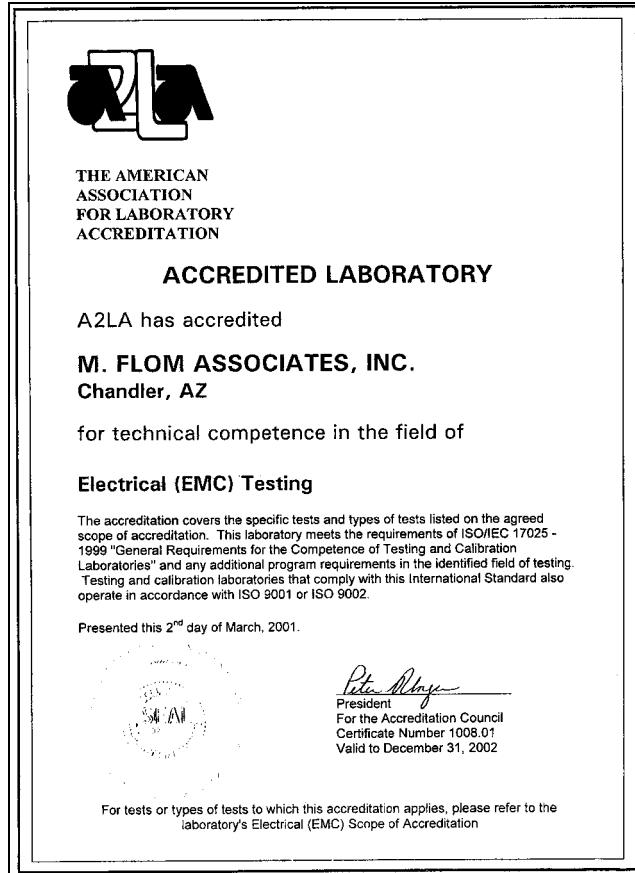 A2LA
THE AMERICAN
ASSOCIATION
FOR LABORATORY
ACCREDITATION
ACCREDITED LABORATORY
A2LA has accredited
M. FLOM ASSOCIATES, INC.
Chandler, AZ
for technical competence in the field of
Electrical (EMC) Testing
The accreditation covers the specific tests and types of tests listed on the agreed
scope of accreditation. This laboratory meets the requirements of ISO/IEC 17025 -
1999 "General Requirements for the Competence of Testing and Calibration
Laboratories" and any additional program requirements in the identified field of testing.
Testing and calibration laboratories that comply with this International Standard also
operate in accordance with ISO 9001 or ISO 9002.
Presented this 2nd day of March, 2001.
SEAL
Peter
President
For the Accreditation Council
Certificate Number 1008.01
Valid to December 31, 2002
For tests or types of tests to which this accreditation applies, please refer to the
laboratory's Electrical (EMC) Scope of Accreditation